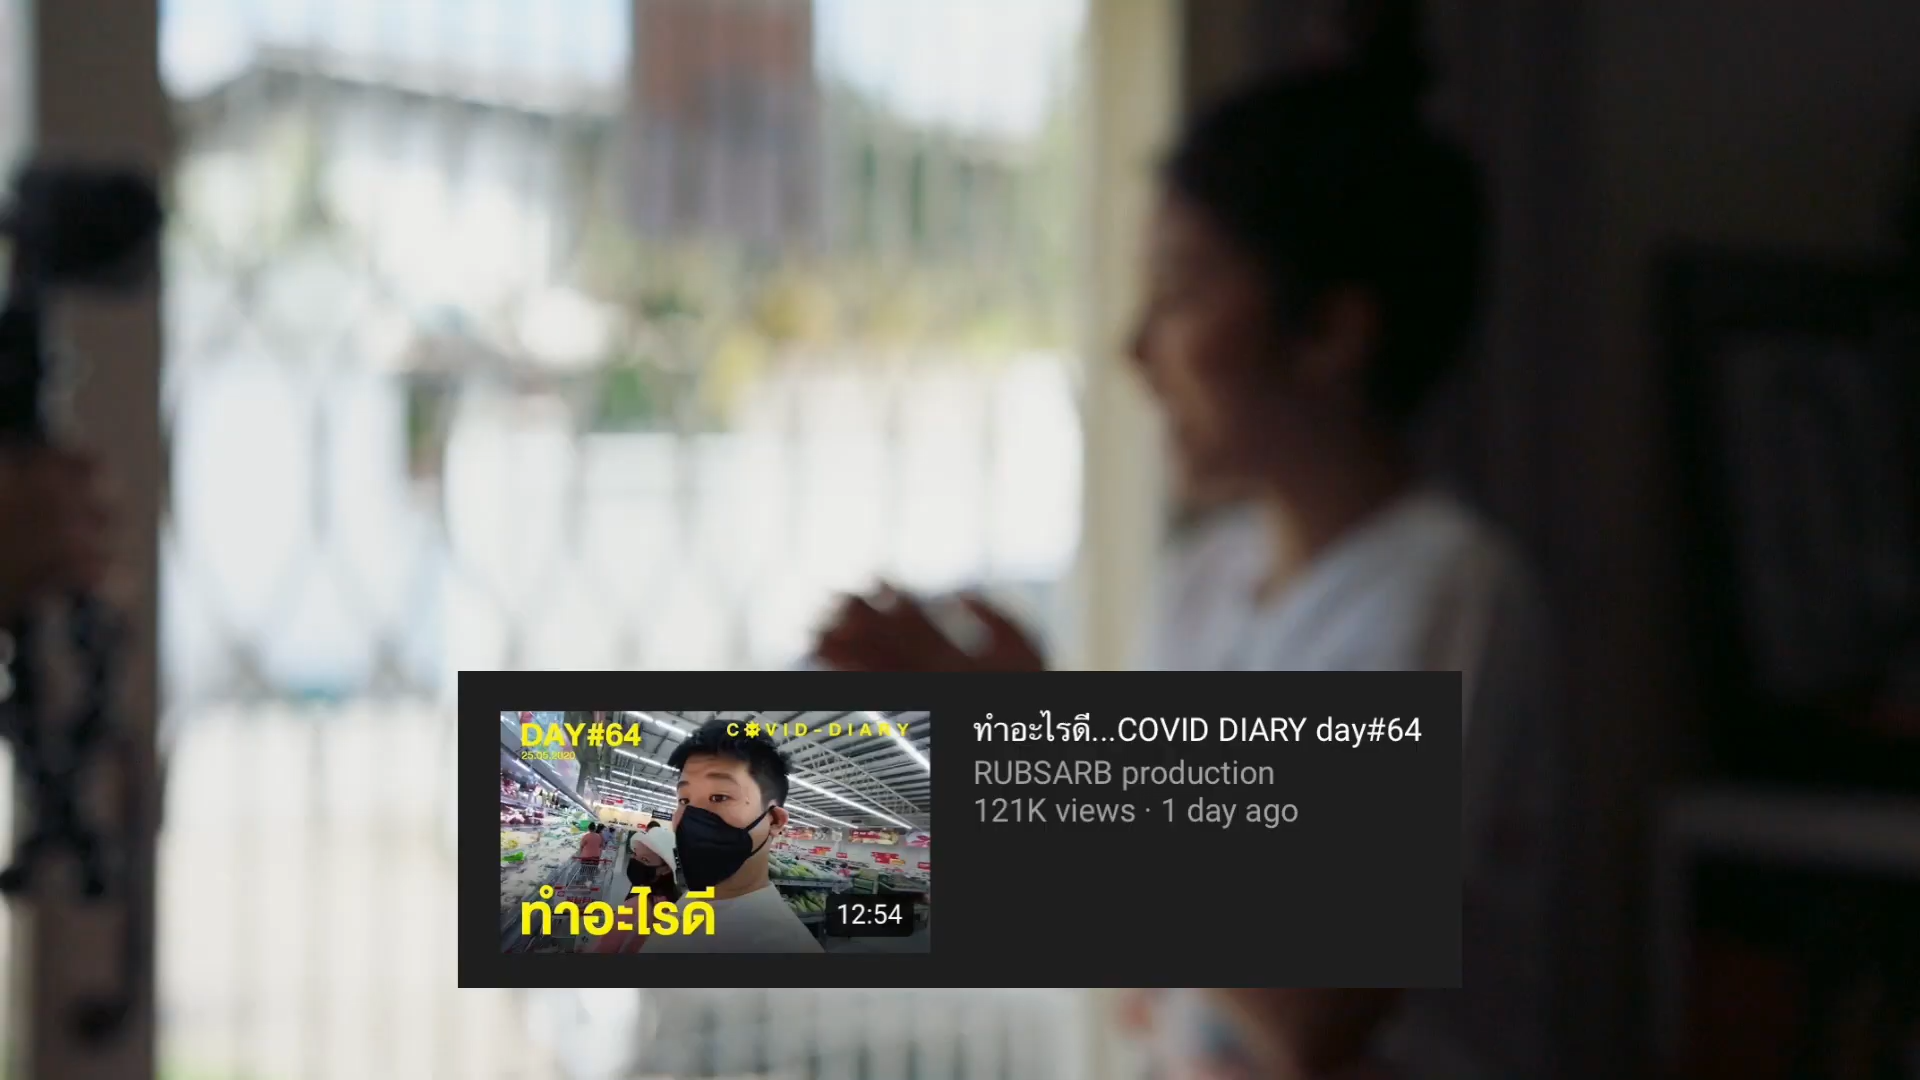 DAY#64
25.05.2020
COVID-DIARY
ทำอะไรดี
12:54
ทำอะไรดี...COVID DIARY day#64
RUBSARB production
121K views · 1 day ago